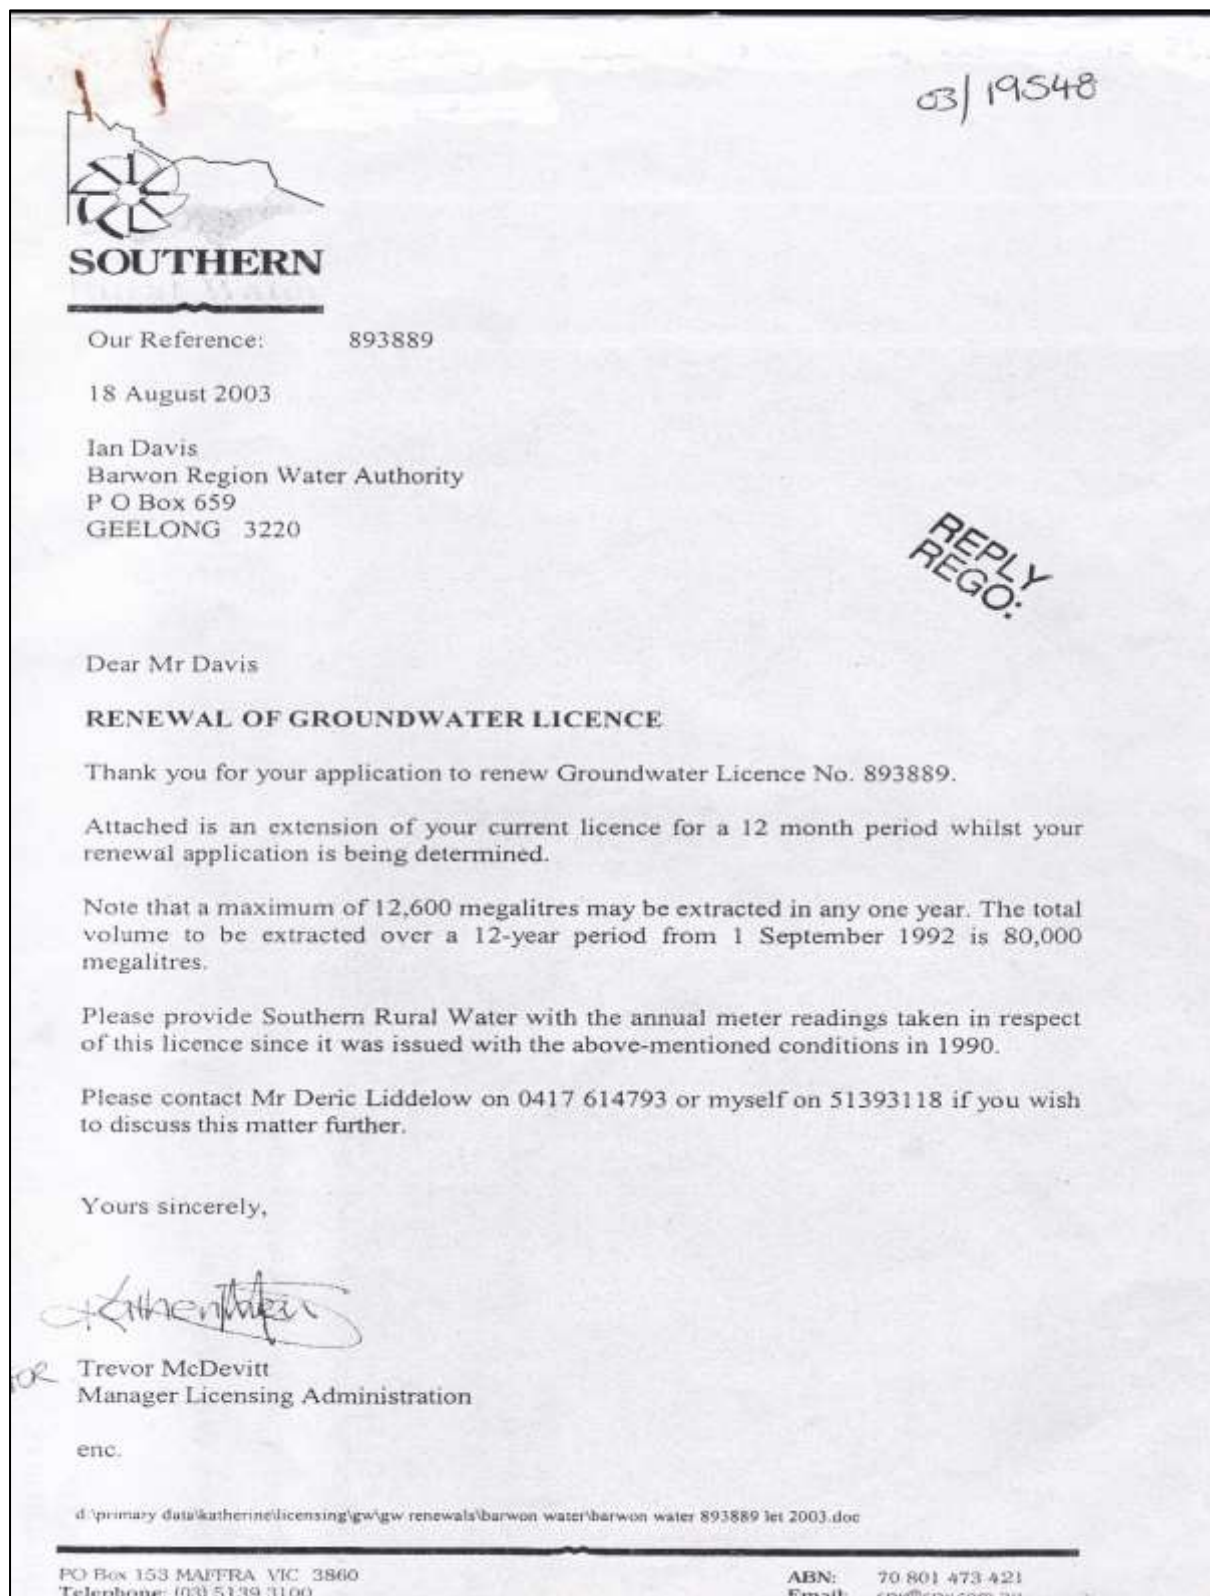 03/19548
SOUTHERN
Our Reference: 893889
18 August 2003
Ian Davis
Barwon Region Water Authority
P O Box 659
GEELONG 3220
REPLY
REGO:
Dear Mr Davis
RENEWAL OF GROUNDWATER LICENCE
Thank you for your application to renew Groundwater Licence No. 893889.
Attached is an extension of your current licence for a 12 month period whilst your
renewal application is being determined.
Note that a maximum of 12,600 megalitres may be extracted in any one year. The total
volume to be extracted over a 12-year period from 1 September 1992 is 80,000
megalitres.
Please provide Southern Rural Water with the annual meter readings taken in respect
of this licence since it was issued with the above-mentioned conditions in 1990.
Please contact Mr Deric Liddelow on 0417 614793 or myself on 51393118 if you wish
to discuss this matter further.
Yours sincerely,
FOR Trevor McDevitt
Manager Licensing Administration
enc.
d:\primary data\katherine\licensing\gw\gw renewals\barwon water\barwon water 893889 let 2003.doc
PO Box 153 MAFFRA VIC 3860 ABN: 70 801 473 421
Telephone: (03) 5139 3100 Email: